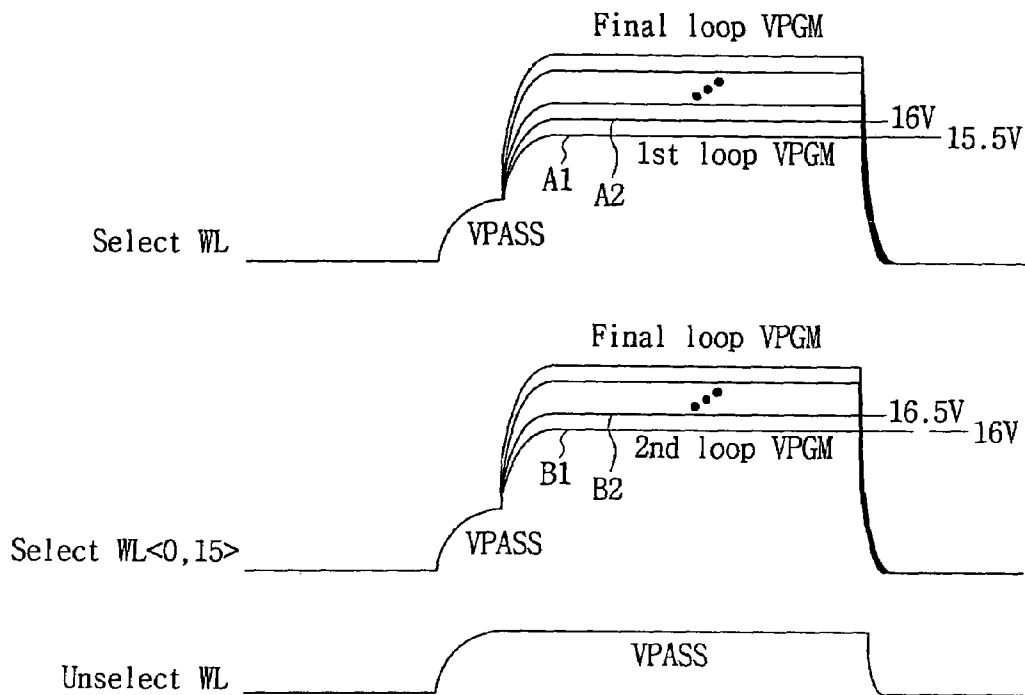 Final loop VPGM
16V
15.5V
1st loop VPGM
A1
A2
VPASS
Select WL
Final loop VPGM
16.5V
16V
2nd loop VPGM
B1
B2
VPASS
Select WL<0,15>
VPASS
Unselect WL